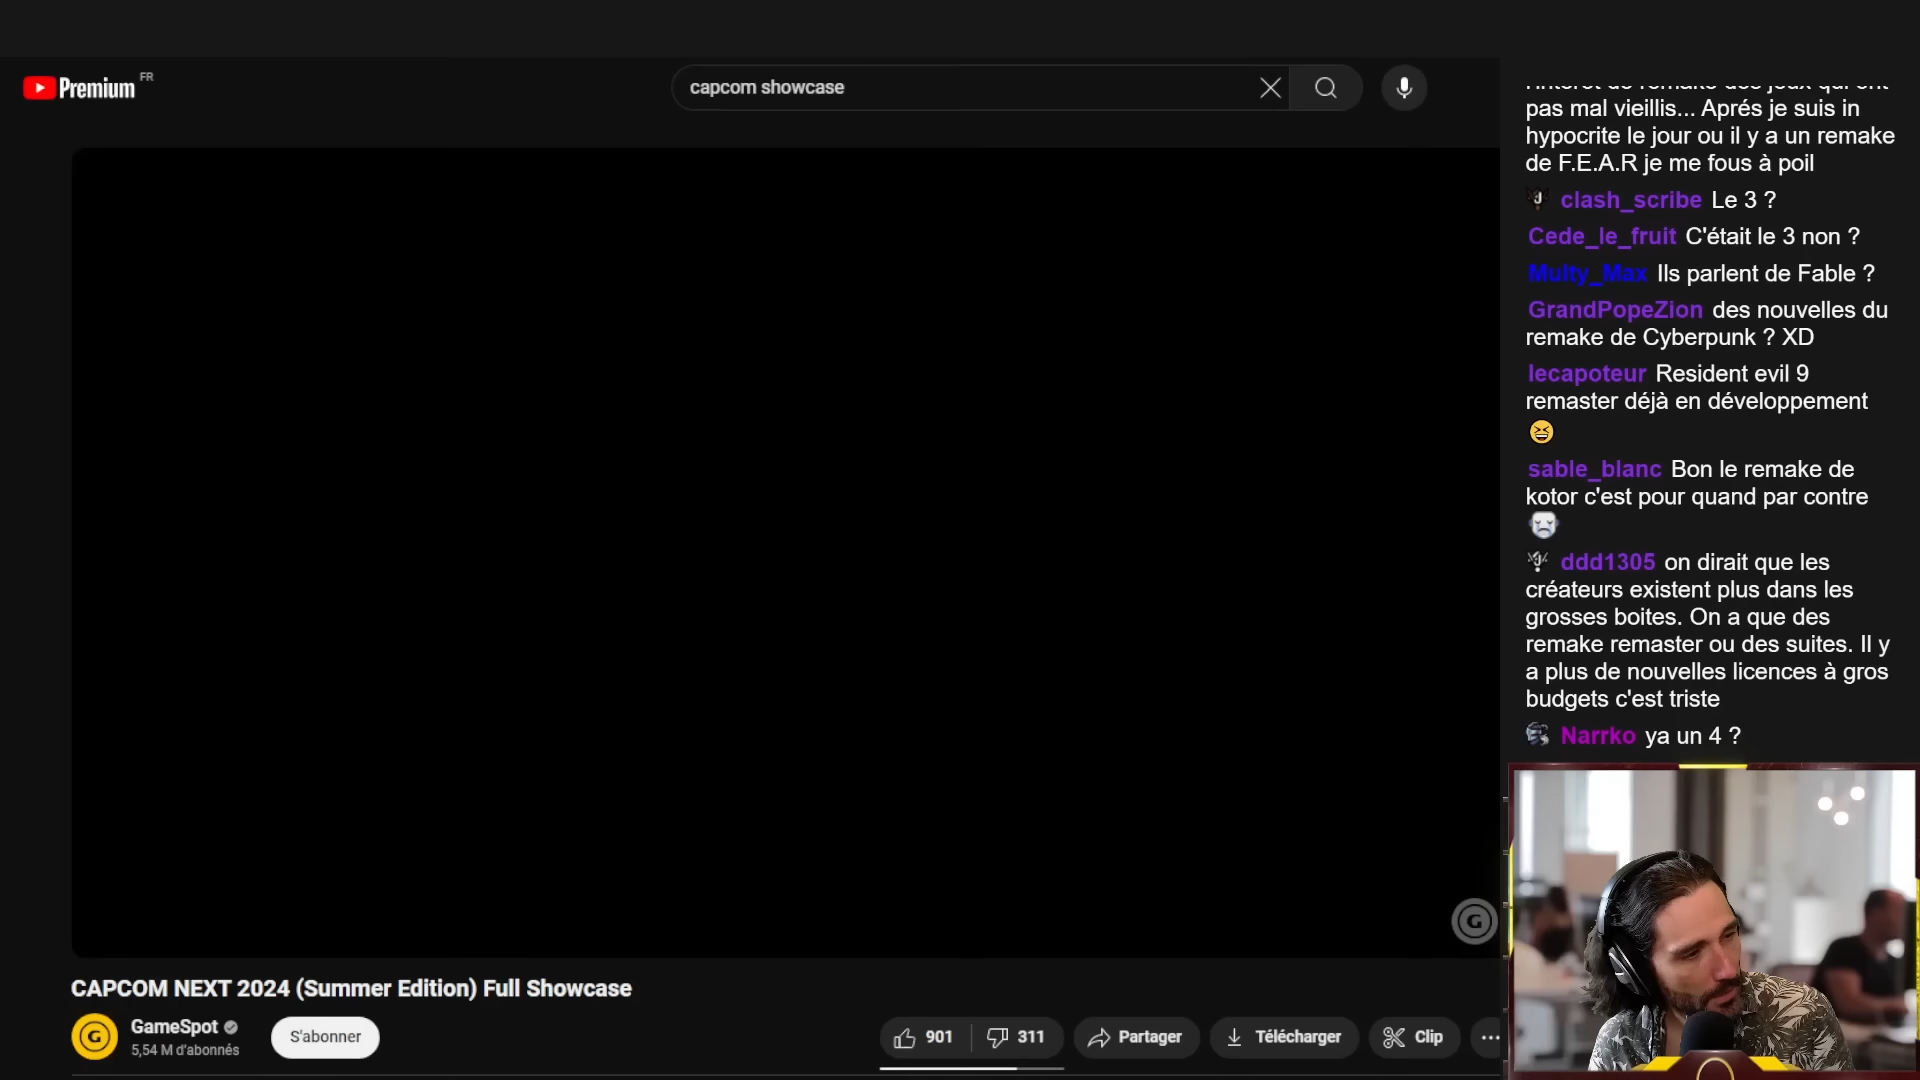 Premium FR
capcom showcase
pas mal vieillis... Aprés je suis in
hypocrite le jour ou il y a un remake
de F.E.A.R je me fous à poil
clash_scribe Le 3 ?
Cede_le_fruit C'était le 3 non ?
Multy_Max Ils parlent de Fable ?
GrandPopeZion des nouvelles du
remake de Cyberpunk ? XD
lecapoteur Resident evil 9
remaster déjà en développement
sable_blanc Bon le remake de
kotor c'est pour quand par contre
ddd1305 on dirait que les
créateurs existent plus dans les
grosses boites. On a que des
remake remaster ou des suites. Il y
a plus de nouvelles licences à gros
budgets c'est triste
Narrko ya un 4 ?
G
CAPCOM NEXT 2024 (Summer Edition) Full Showcase
G
GameSpot
5,54 M d'abonnés
S'abonner
901
311
Partager
Télécharger
Clip